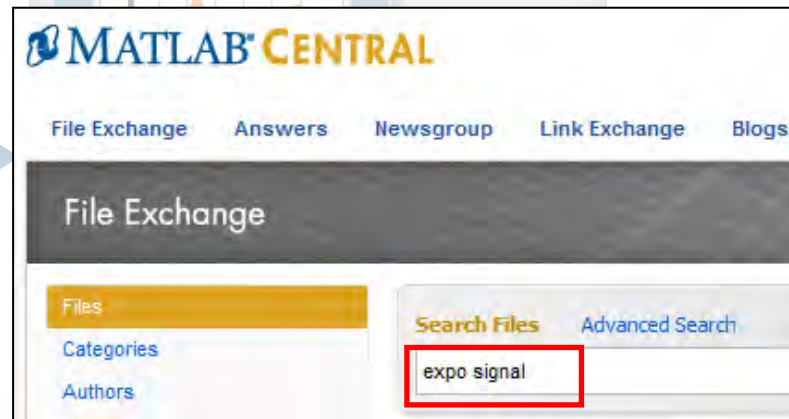 MATLAB® CENTRAL
File Exchange Answers Newsgroup Link Exchange Blogs
File Exchange
Files
Categories
Authors
Search Files Advanced Search
expo signal